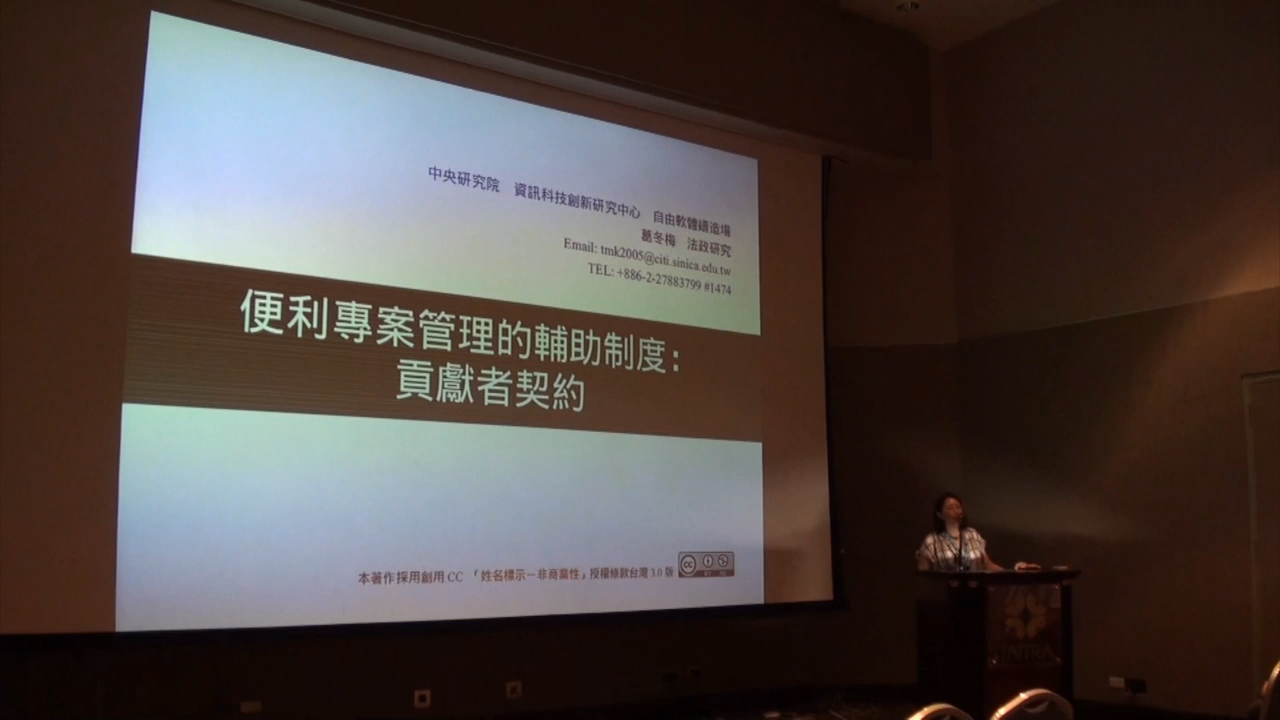 中央研究院 資訊科技創新研究中心 自由軟體鑄造場
葛冬梅 法政研究
Email: tmk2005@citi.sinica.edu.tw
TEL: +886-2-27883799 #1474
便利專案管理的輔助制度：
貢獻者契約
本著作採用創用 CC 「姓名標示－非商業性」授權條款台灣 3.0 版
TAITRA